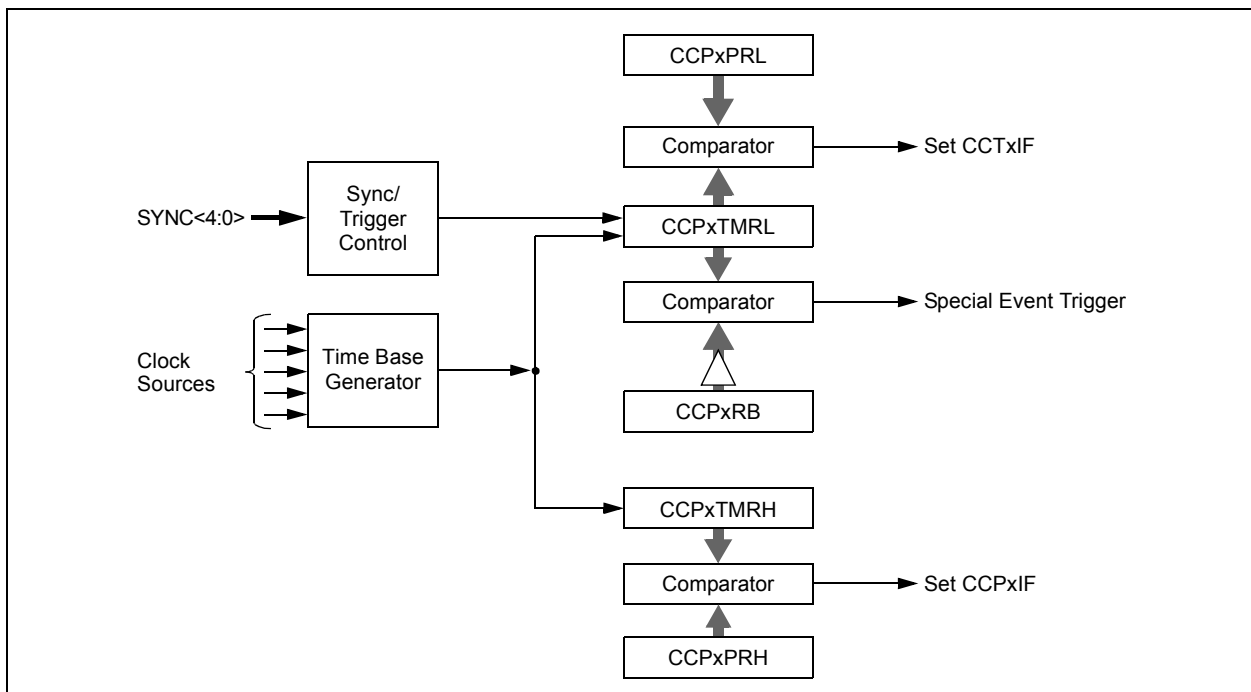 CCPxPRL
Comparator
Set CCTxIF
SYNC<4:0>
Sync/
Trigger
Control
CCPxTMRL
Comparator
Special Event Trigger
Clock
Sources
Time Base
Generator
CCPxRB
CCPxTMRH
Comparator
Set CCPxIF
CCPxPRH